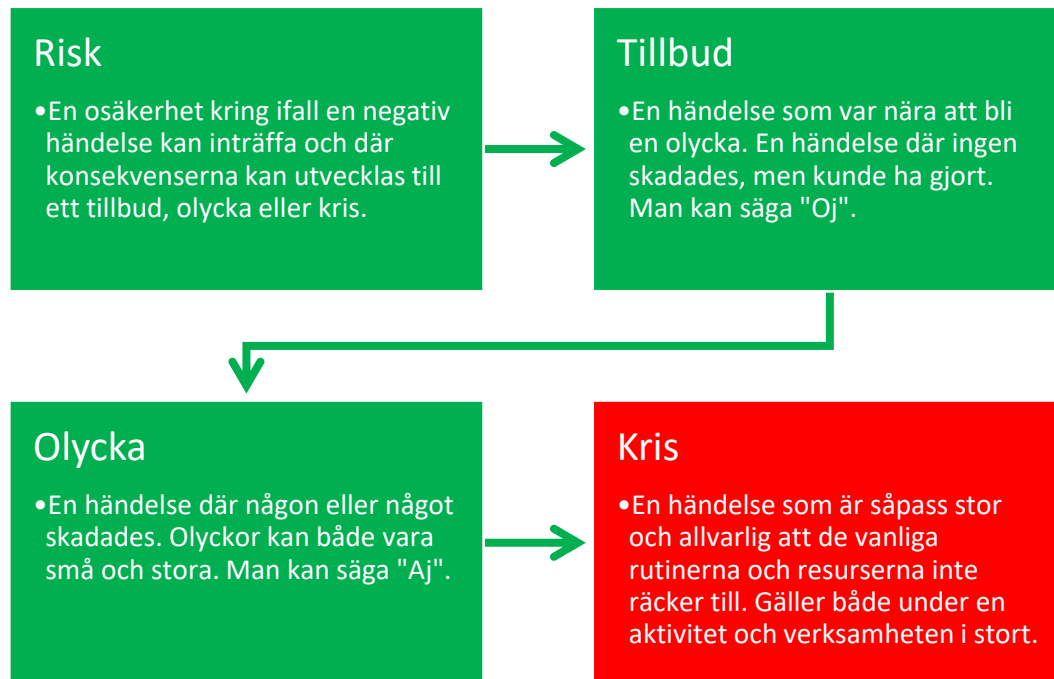 Risk
•En osäkerhet kring ifall en negativ
händelse kan inträffa och där
konsekvenserna kan utvecklas till
ett tillbud, olycka eller kris.
Tillbud
•En händelse som var nära att bli
en olycka. En händelse där ingen
skadades, men kunde ha gjort.
Man kan säga "Oj".
Olycka
•En händelse där någon eller något
skadades. Olyckor kan både vara
små och stora. Man kan säga "Aj".
Kris
•En händelse som är såpass stor
och allvarlig att de vanliga
rutinerna och resurserna inte
räcker till. Gäller både under en
aktivitet och verksamheten i stort.